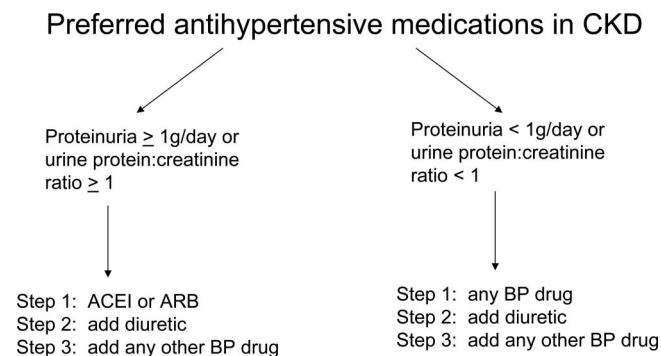 Preferred antihypertensive medications in CKD
Proteinuria ≥ 1g/day or
urine protein:creatinine
ratio ≥ 1
Step 1: ACEI or ARB
Step 2: add diuretic
Step 3: add any other BP drug
Proteinuria < 1g/day or
urine protein:creatinine
ratio < 1
Step 1: any BP drug
Step 2: add diuretic
Step 3: add any other BP drug